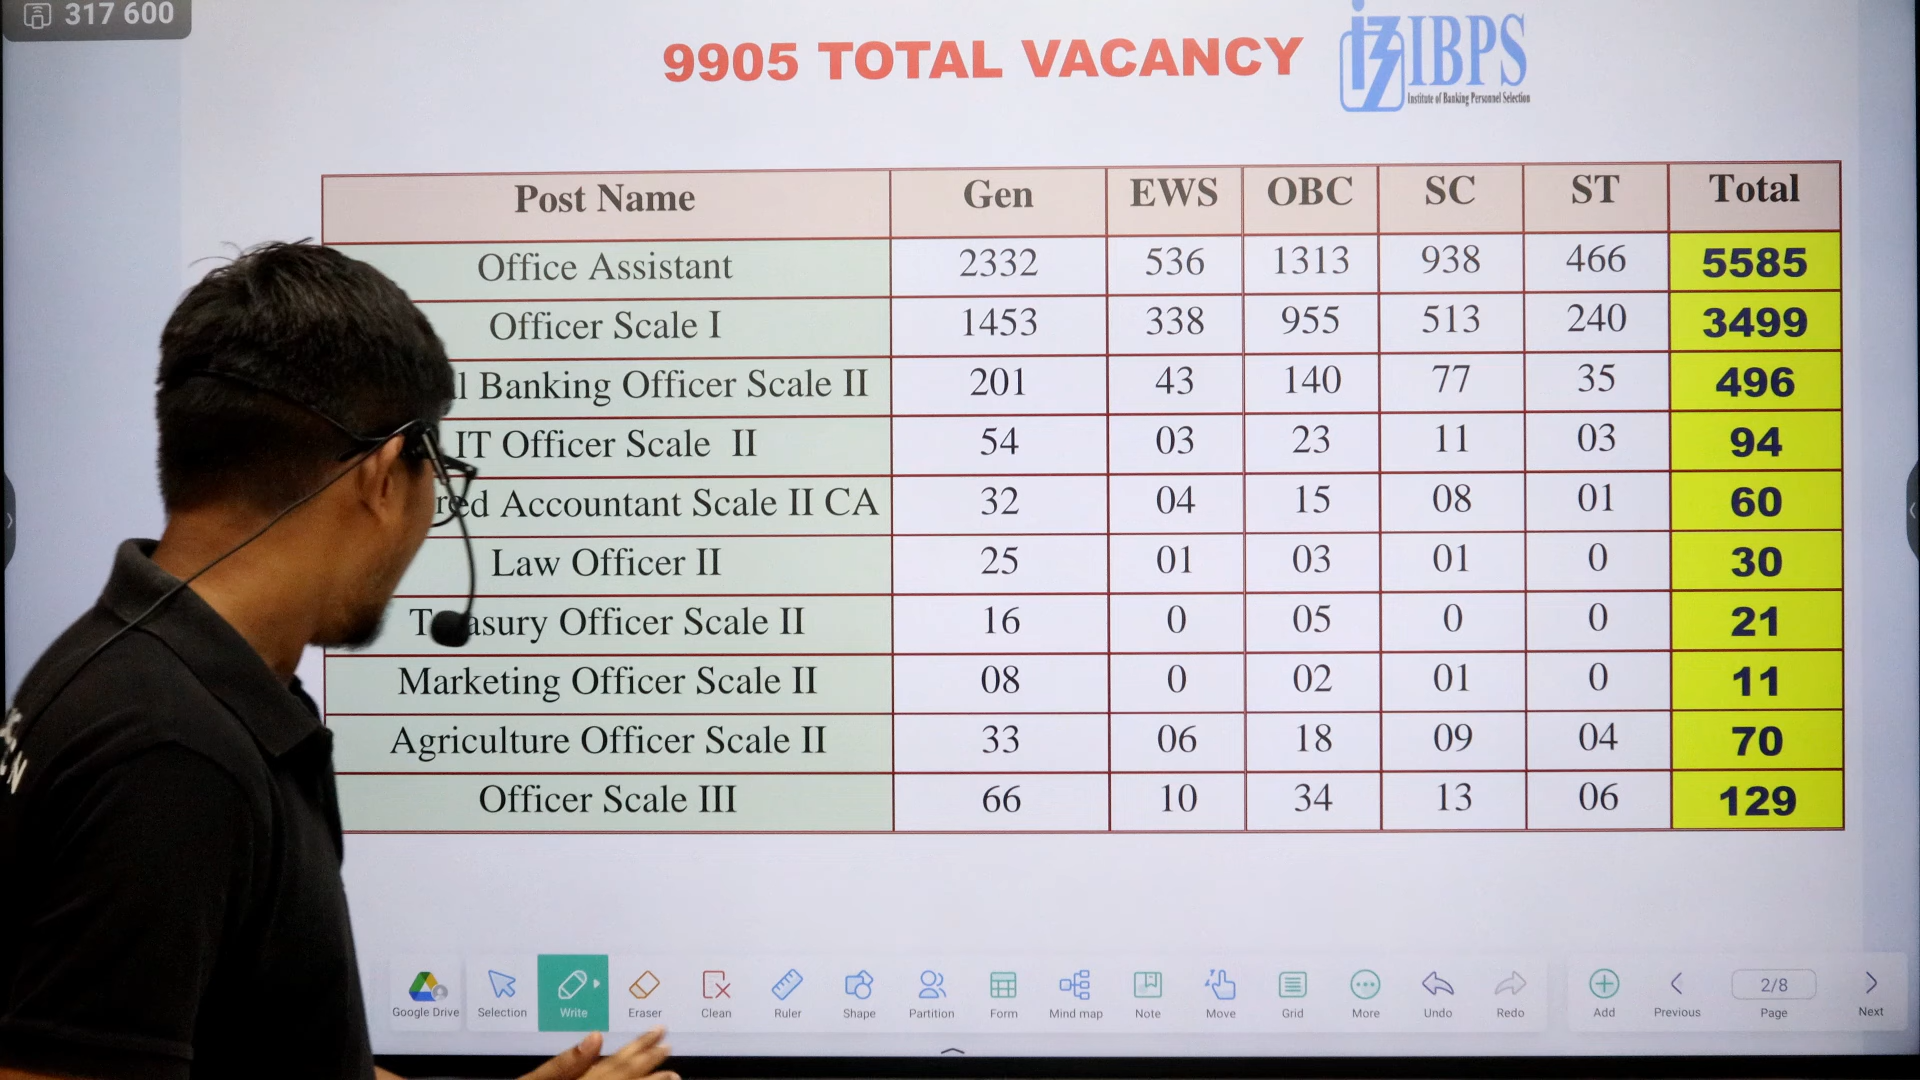 317 600
9905 TOTAL VACANCY
IBPS
Institute of Banking Personnel Selection
Post Name Gen EWS OBC SC ST Total
Office Assistant 2332 536 1313 938 466 5585
Officer Scale I 1453 338 955 513 240 3499
Banking Officer Scale II 201 43 140 77 35 496
IT Officer Scale II 54 03 23 11 03 94
Accountant Scale II CA 32 04 15 08 01 60
Law Officer II 25 01 03 01 0 30
Officer Scale II 16 0 05 0 0 21
Marketing Officer Scale II 08 0 02 01 0 11
Agriculture Officer Scale II 33 06 18 09 04 70
Officer Scale III 66 10 34 13 06 129
Google Drive Selection Write Eraser Clean Ruler Shape Partition Form Mind map Note Move Grid More Undo Redo Add Previous 2/8 Page Next